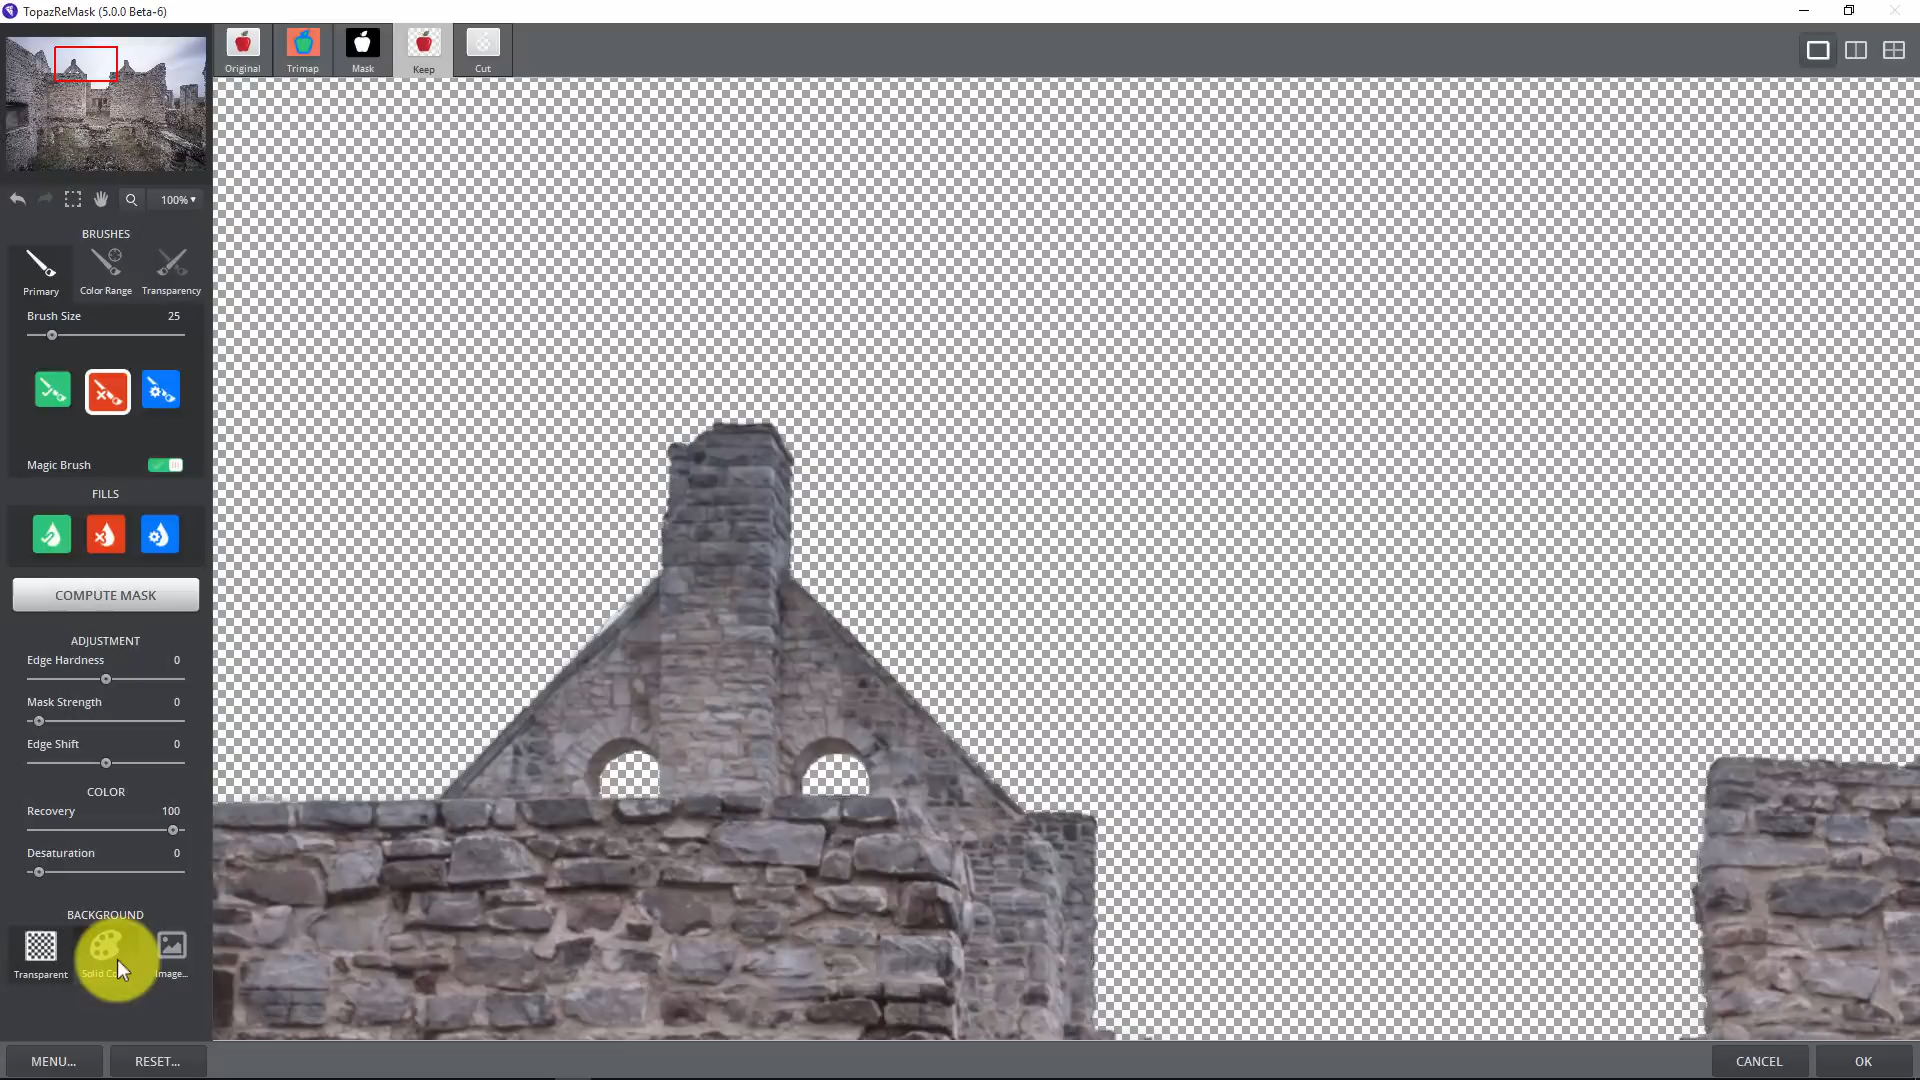 TopazReMask (5.0.0 Beta-6)
Original
Trimap
Mask
Keep
Cut
100%
BRUSHES
Primary
Color Range
Transparency
Brush Size 25
Magic Brush
FILLS
COMPUTE MASK
ADJUSTMENT
Edge Hardness 0
Mask Strength 0
Edge Shift 0
COLOR
Recovery 100
Desaturation 0
BACKGROUND
Transparent
Solid
Image...
MENU...
RESET...
CANCEL
OK